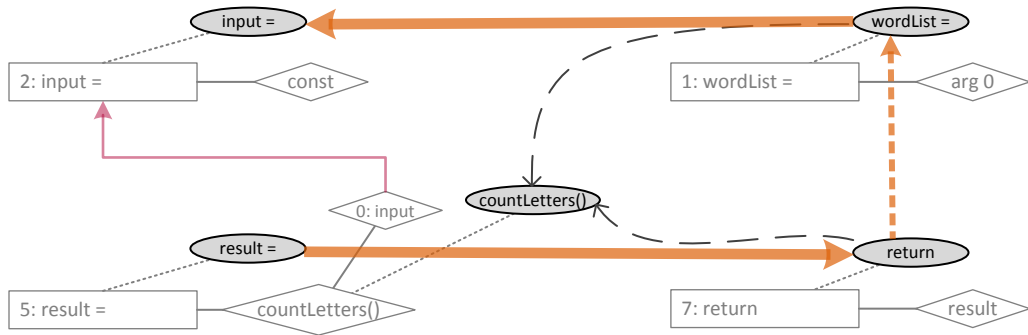 input =
wordList =
2: input =
const
1: wordList =
arg 0
countLetters()
0: input
result =
return
5: result =
countLetters()
7: return
result